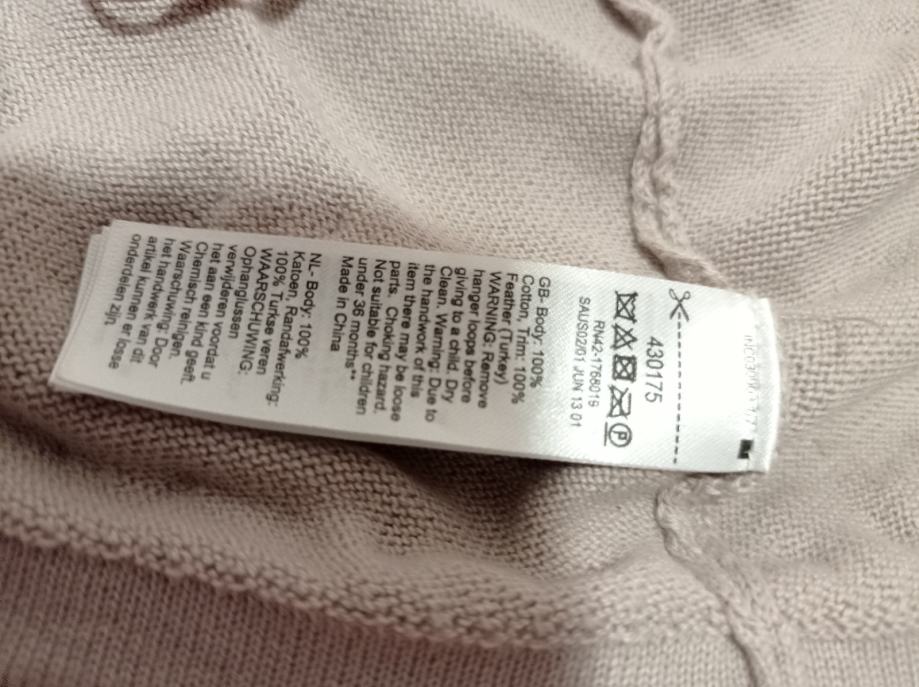 430175
P
RN42-1768019
SAUS02/01 JUN 13 01
GB- Body: 100%
Cotton, Trim: 100%
Feather (Turkey)
WARNING: Remove
hanger loops before
giving to a child. Dry
Clean. Warning: Due to
the handwork of this
item there may be loose
parts. Choking hazard.
Not suitable for children
under 36 months**
Made in China
NL- Body: 100%
Katoen, Randafwerking:
100% Turkse veren
WAARSCHUWING:
Ophanglussen
verwijderen voordat u
het aan een kind geeft.
Chemisch reinigen.
Waarschuwing: Door
het handwerk van dit
artikel kunnen er losse
onderdelen zijn.